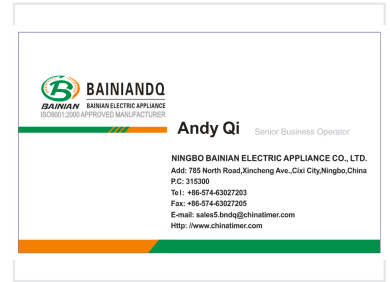 BAINIANDQ
BAINIAN BAINIAN ELECTRIC APPLIANCE
ISO9001:2000 APPROVED MANUFACTURER
Andy Qi Senior Business Operator
NINGBO BAINIAN ELECTRIC APPLIANCE CO., LTD.
Add: 785 North Road,Xincheng Ave.,Cixi City,Ningbo,China
P.C: 315300
Tel: +86-574-63027203
Fax: +86-574-63027205
E-mail: sales5.bndq@chinatimer.com
Http: //www.chinatimer.com